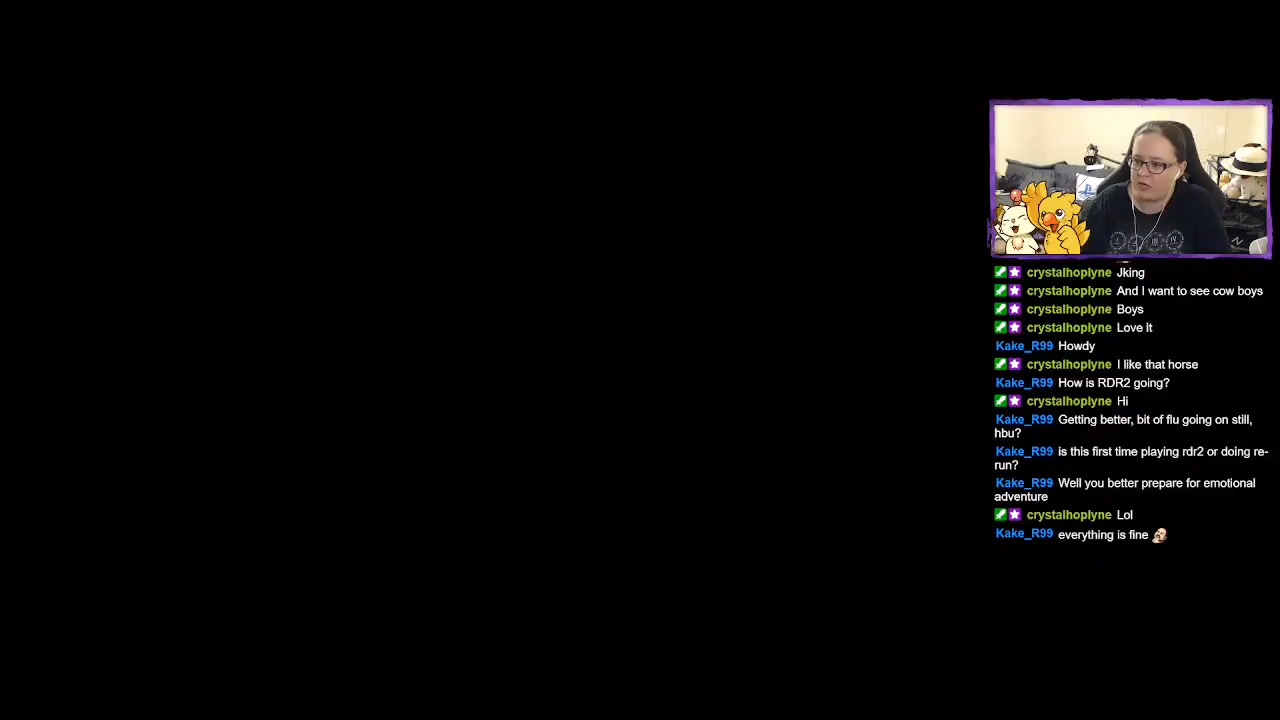 crystalhoplyne Jking
crystalhoplyne And I want to see cow boys
crystalhoplyne Boys
crystalhoplyne Love it
Kake_R99 Howdy
crystalhoplyne I like that horse
Kake_R99 How is RDR2 going?
crystalhoplyne Hi
Kake_R99 Getting better, bit of flu going on still,
hbu?
Kake_R99 is this first time playing rdr2 or doing re-
run?
Kake_R99 Well you better prepare for emotional
adventure
crystalhoplyne Lol
Kake_R99 everything is fine